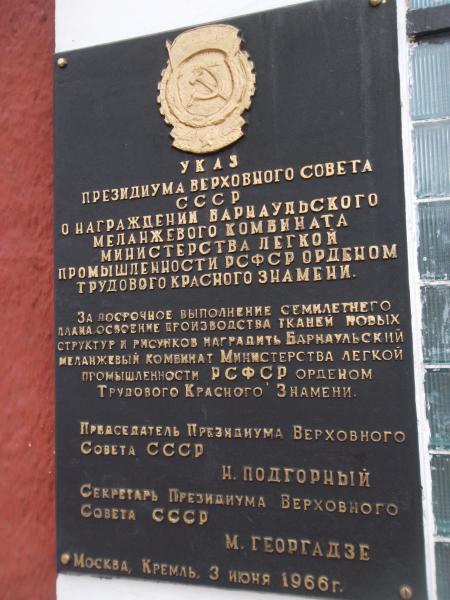 УКАЗ
ПРЕЗИДИУМА ВЕРХОВНОГО СОВЕТА
СССР
О НАГРАЖДЕНИИ БАРНАУЛЬСКОГО
МЕЛАНЖЕВОГО КОМБИНАТА
МИНИСТЕРСТВА ЛЕГКОЙ
ПРОМЫШЛЕННОСТИ РСФСР ОРДЕНОМ
ТРУДОВОГО КРАСНОГО ЗНАМЕНИ.
ЗА ДОСРОЧНОЕ ВЫПОЛНЕНИЕ СЕМИЛЕТНЕГО
ПЛАНА, ОСВОЕНИЕ ПРОИЗВОДСТВА ТКАНЕЙ НОВЫХ
СТРУКТУР И РИСУНКОВ НАГРАДИТЬ БАРНАУЛЬСКИЙ
МЕЛАНЖЕВЫЙ КОМБИНАТ МИНИСТЕРСТВА ЛЕГКОЙ
ПРОМЫШЛЕННОСТИ РСФСР ОРДЕНОМ
ТРУДОВОГО КРАСНОГО ЗНАМЕНИ.
ПРЕДСЕДАТЕЛЬ ПРЕЗИДИУМА ВЕРХОВНОГО
СОВЕТА СССР
Н. ПОДГОРНЫЙ
СЕКРЕТАРЬ ПРЕЗИДИУМА ВЕРХОВНОГО
СОВЕТА СССР
М. ГЕОРГАДЗЕ
МОСКВА, КРЕМЛЬ, 3 ИЮНЯ 1966 г.